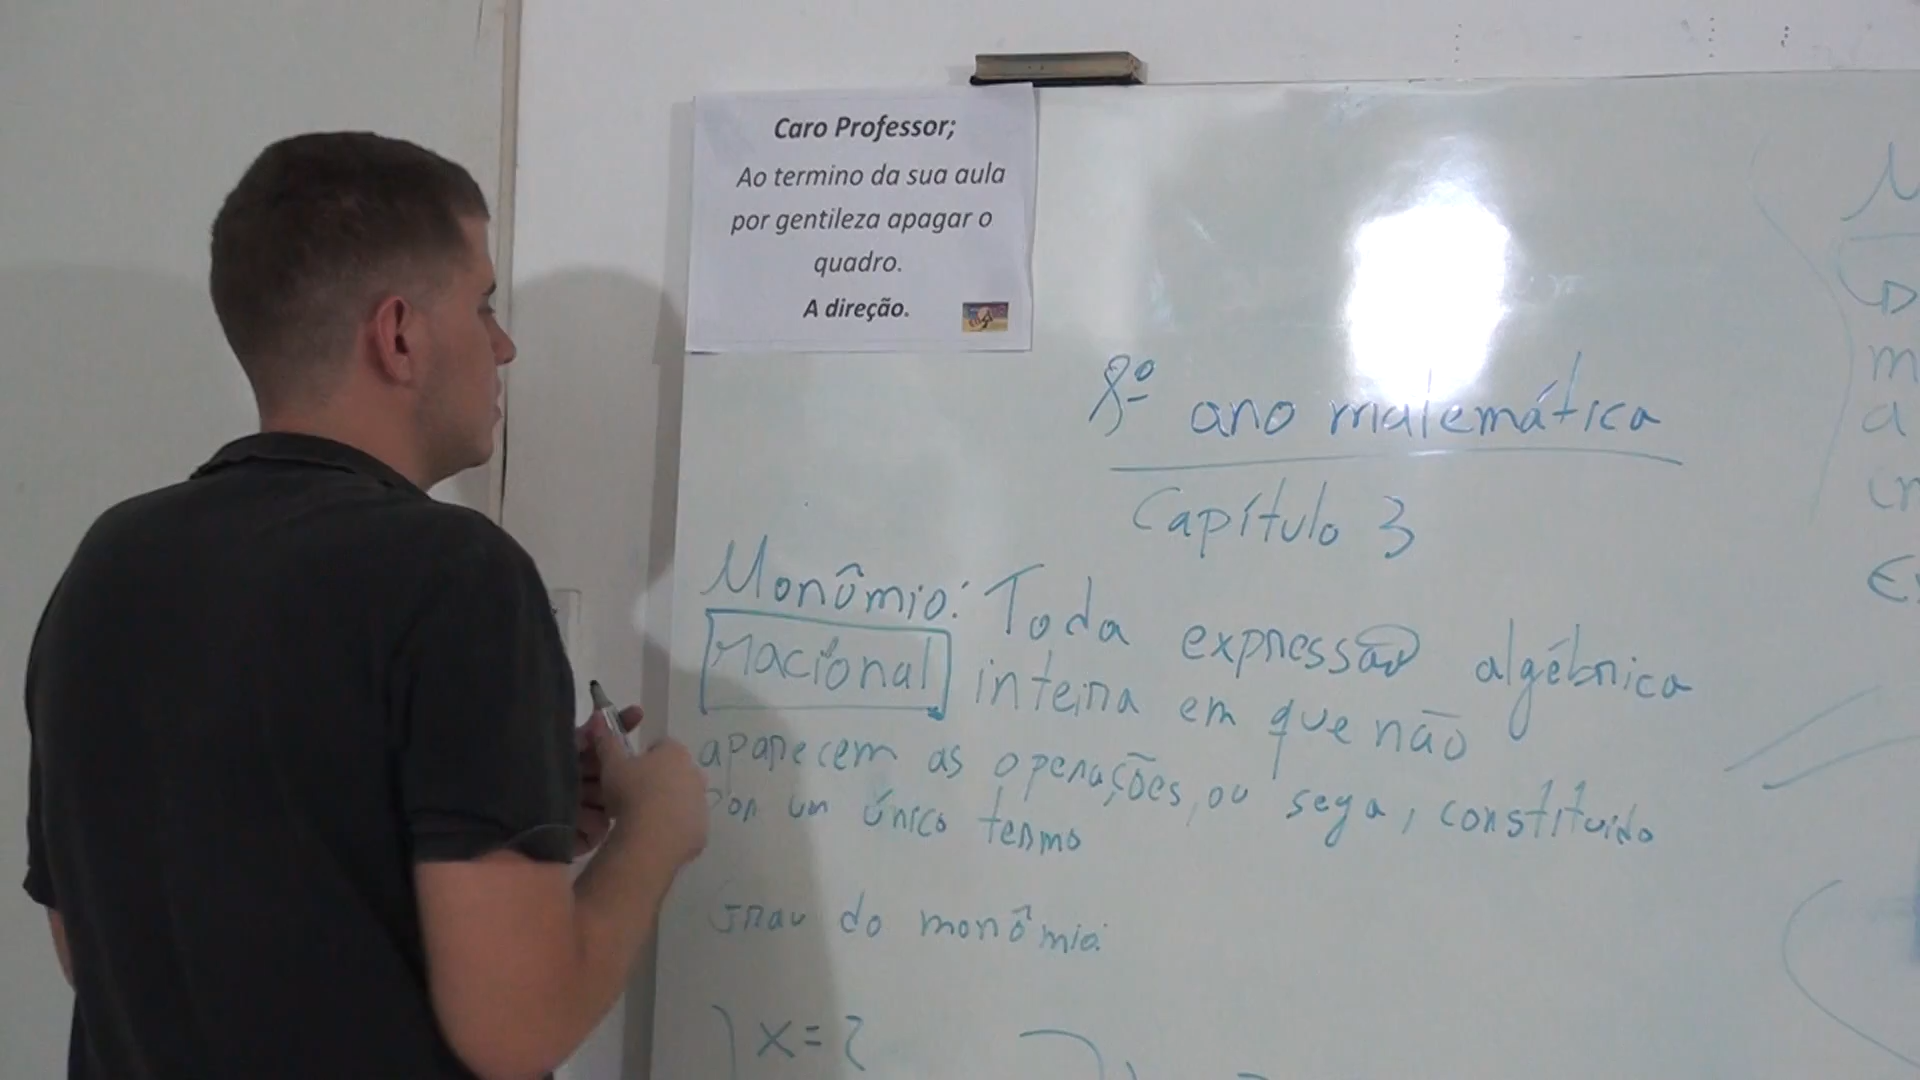 Caro Professor;
Ao termino da sua aula
por gentileza apagar o
quadro.
A direção.
8º ano matemática
Capítulo 3
Monômio: Toda expressão algébrica
racional inteira em que não
aparecem as operações, ou seja, constituído
por um único termo
Grau do monômio:
x = 2